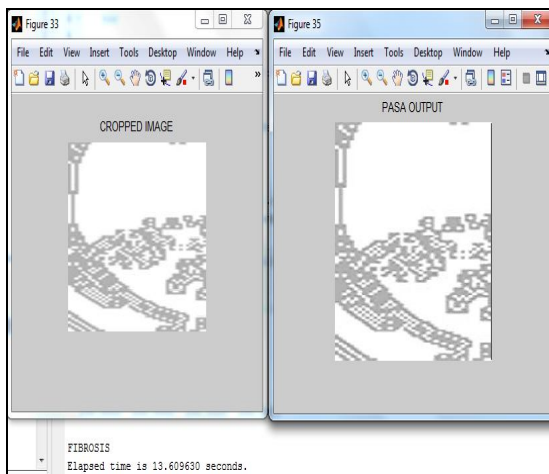 Figure 33
File Edit View Insert Tools Desktop Window Help
CROPPED IMAGE
Figure 35
File Edit View Insert Tools Desktop Window Help
PASA OUTPUT
FIBROSIS
Elapsed time is 13.609630 seconds.